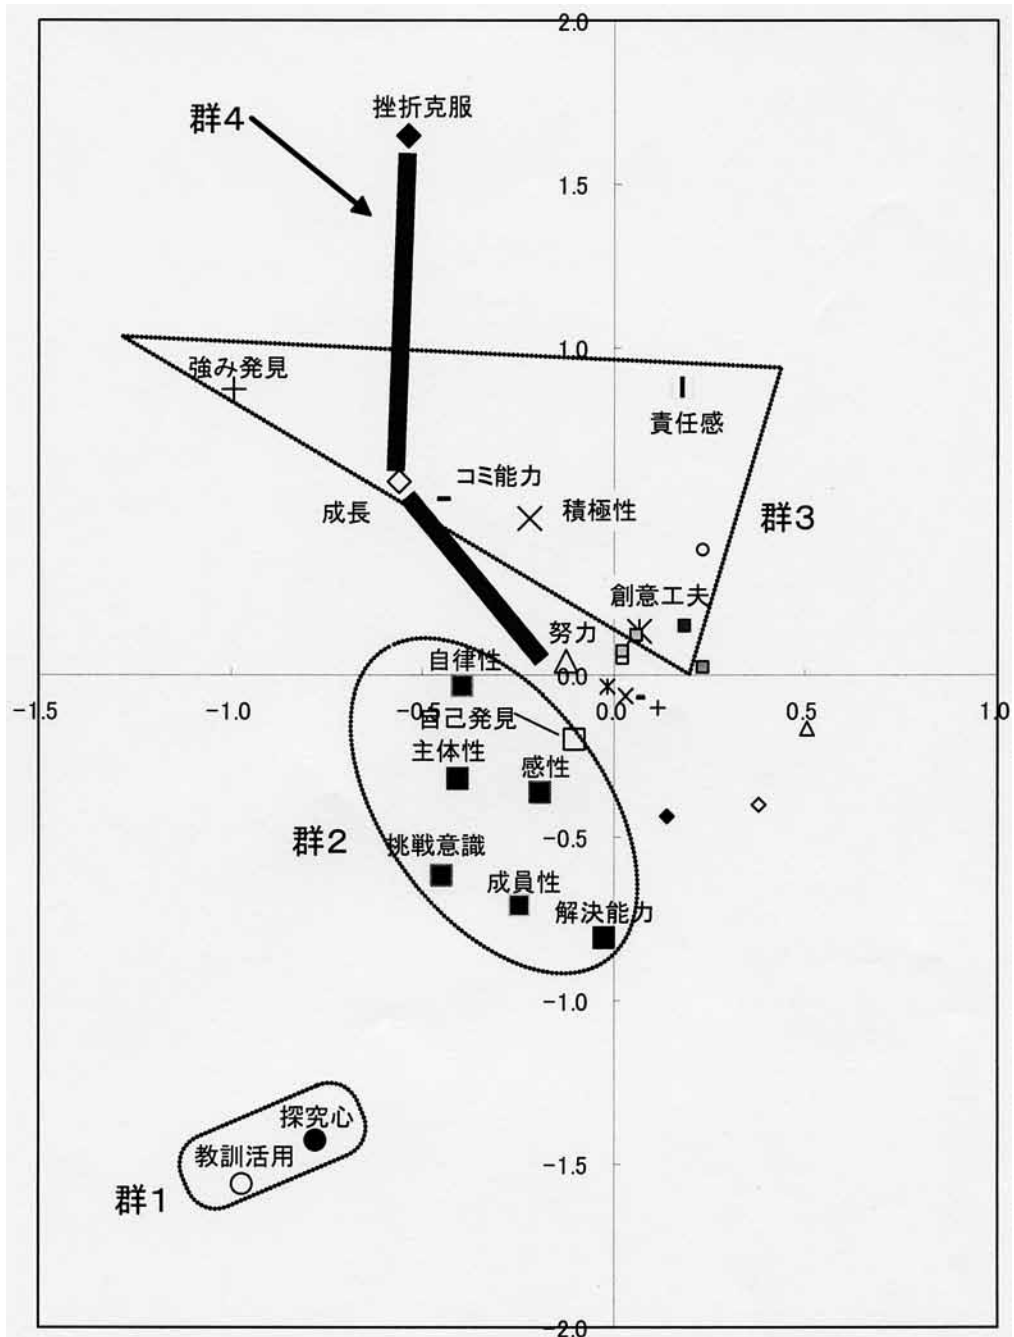 2.0
挫折克服
群4
1.5
1.0
強み発見
責任感
コミ能力
成長
積極性
群3
創意工夫
努力
自律性
0.0
-1.5
-1.0
-0.5
0.0
0.5
1.0
自己発見
主体性
感性
群2
-0.5
挑戦意識
成員性
解決能力
-1.0
探究心
教訓活用
-1.5
群1
-2.0